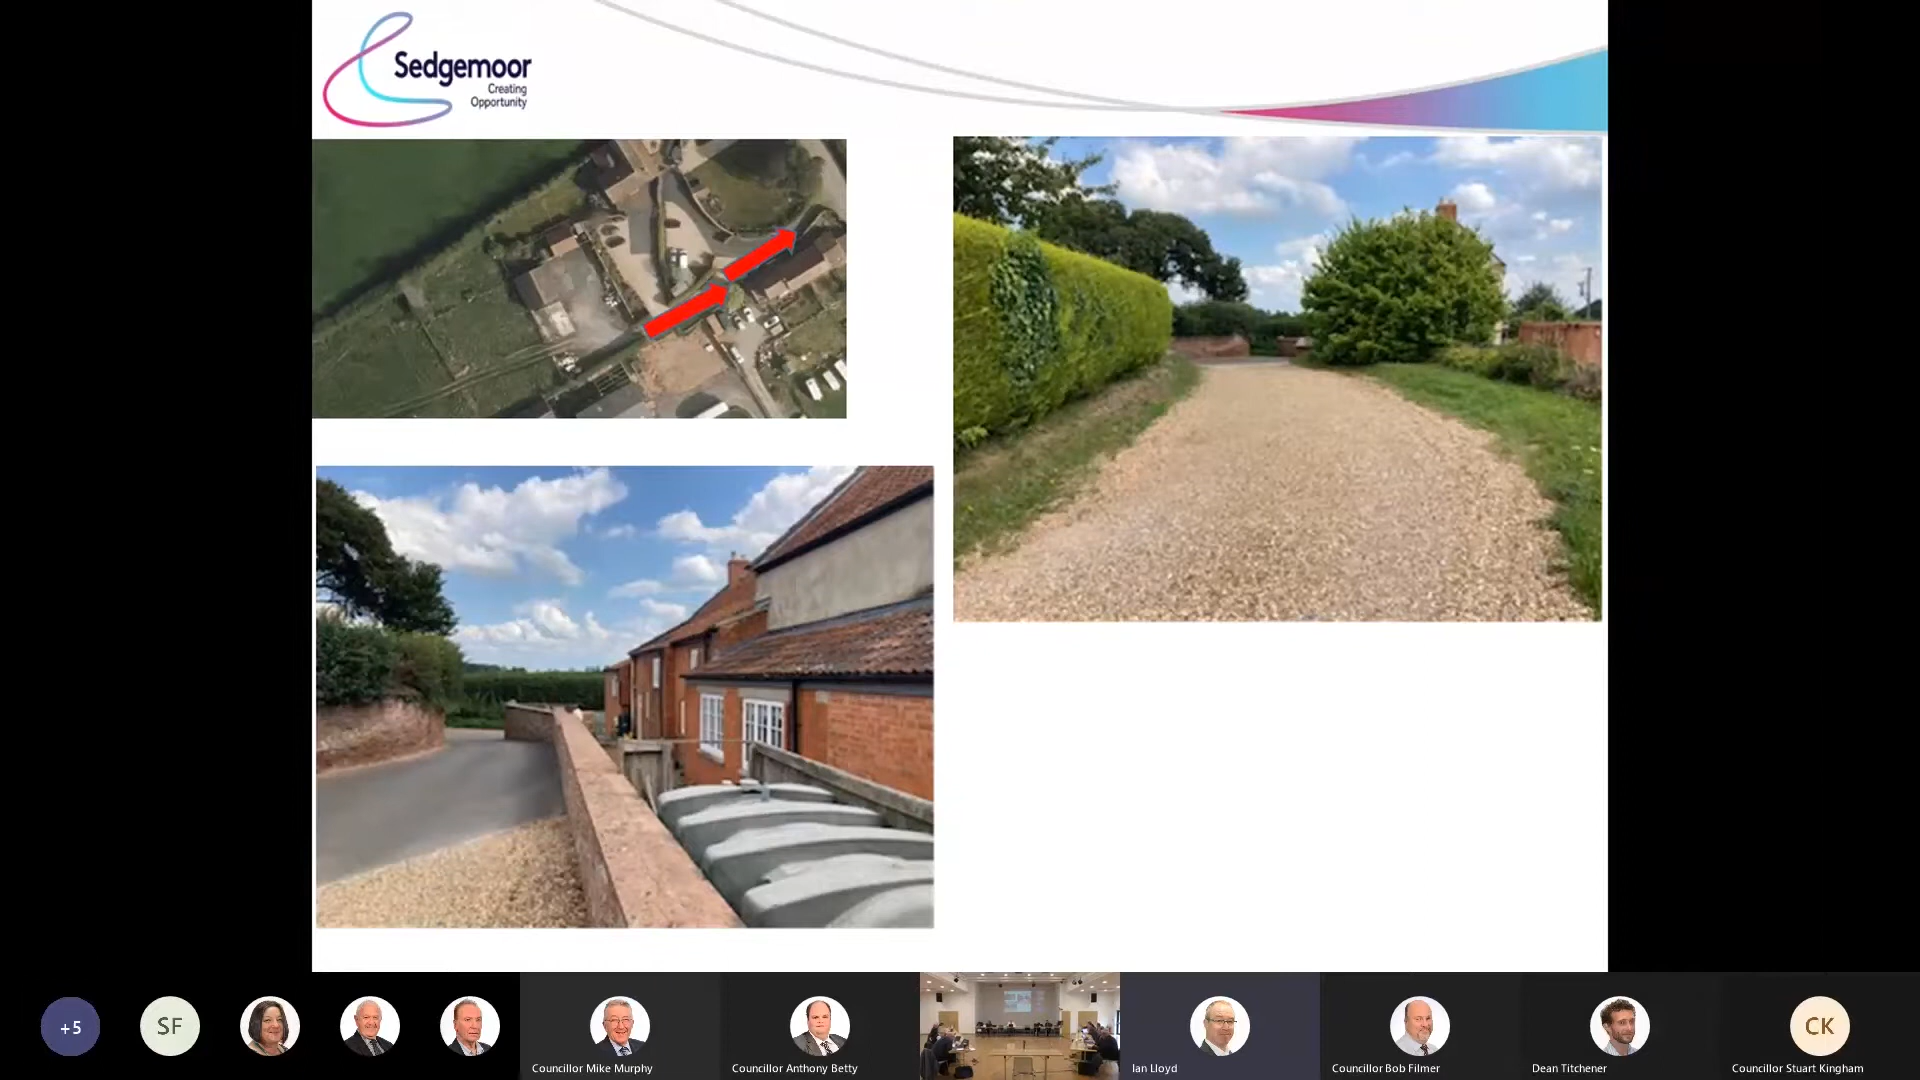 Sedgemoor
Creating
Opportunity
+5
SF
Councillor Mike Murphy
Councillor Anthony Betty
Ian Lloyd
Councillor Bob Filmer
Dean Titchener
CK
Councillor Stuart Kingham